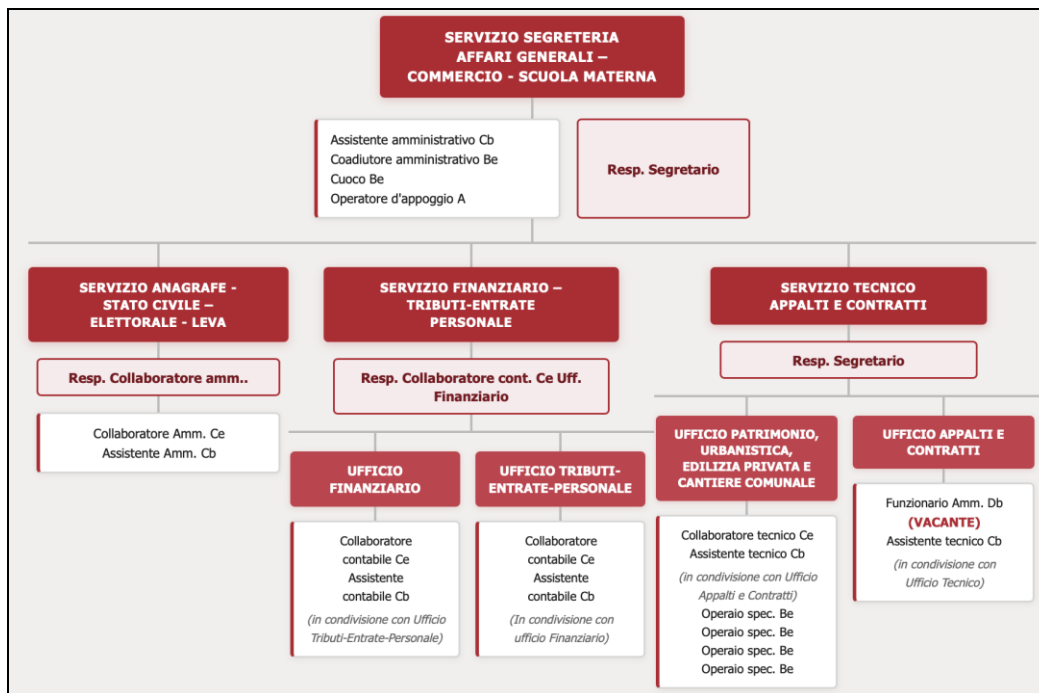 SERVIZIO SEGRETERIA
AFFARI GENERALI –
COMMERCIO - SCUOLA MATERNA
Assistente amministrativo Cb
Coadiutore amministrativo Be
Cuoco Be
Operatore d'appoggio A
Resp. Segretario
SERVIZIO ANAGRAFE -
STATO CIVILE –
ELETTORALE - LEVA
Resp. Collaboratore amm..
Collaboratore Amm. Ce
Assistente Amm. Cb
SERVIZIO FINANZIARIO –
TRIBUTI-ENTRATE
PERSONALE
Resp. Collaboratore cont. Ce Uff.
Finanziario
UFFICIO
FINANZIARIO
Collaboratore
contabile Ce
Assistente
contabile Cb
(in condivisione con Ufficio
Tributi-Entrate-Personale)
UFFICIO TRIBUTI-
ENTRATE-PERSONALE
Collaboratore
contabile Ce
Assistente
contabile Cb
(In condivisione con
ufficio Finanziario)
SERVIZIO TECNICO
APPALTI E CONTRATTI
Resp. Segretario
UFFICIO PATRIMONIO,
URBANISTICA,
EDILIZIA PRIVATA E
CANTIERE COMUNALE
Collaboratore tecnico Ce
Assistente tecnico Cb
(in condivisione con Ufficio
Appalti e Contratti)
Operaio spec. Be
Operaio spec. Be
Operaio spec. Be
Operaio spec. Be
UFFICIO APPALTI E
CONTRATTI
Funzionario Amm. Db
(VACANTE)
Assistente tecnico Cb
(in condivisione con
Ufficio Tecnico)